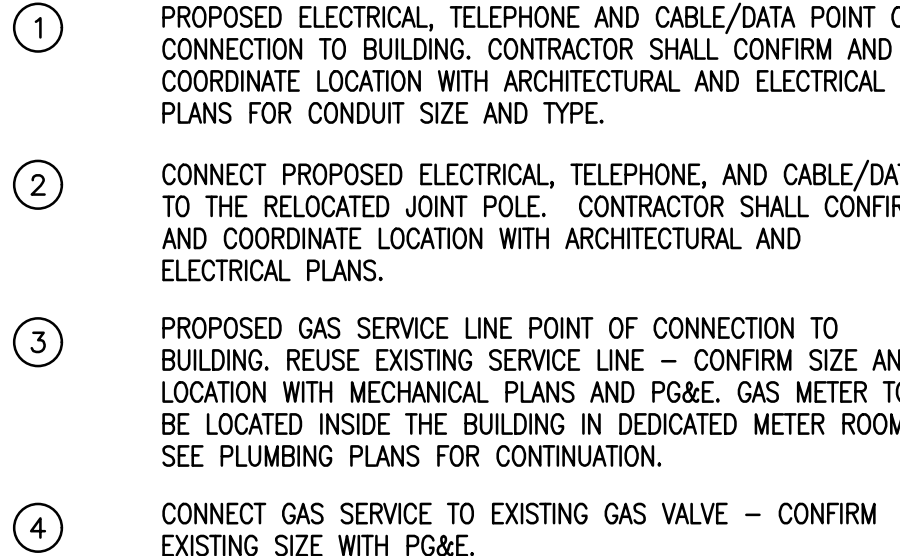 1 PROPOSED ELECTRICAL, TELEPHONE AND CABLE/DATA POINT
CONNECTION TO BUILDING. CONTRACTOR SHALL CONFIRM AND
COORDINATE LOCATION WITH ARCHITECTURAL AND ELECTRICAL
PLANS FOR CONDUIT SIZE AND TYPE.
2 CONNECT PROPOSED ELECTRICAL, TELEPHONE, AND
TO THE RELOCATED JOINT POLE. CONTRACTOR SHALL
AND COORDINATE LOCATION WITH ARCHITECTURAL AND
ELECTRICAL PLANS.
3 PROPOSED GAS SERVICE LINE POINT OF CONNECTION TO
BUILDING. REUSE EXISTING SERVICE LINE – CONFIRM SIZE
LOCATION WITH MECHANICAL PLANS AND PG&E. GAS METER TO
BE LOCATED INSIDE THE BUILDING IN DEDICATED METER ROOM
SEE PLUMBING PLANS FOR CONTINUATION.
4 CONNECT GAS SERVICE TO EXISTING GAS VALVE – CONFIRM
EXISTING SIZE WITH PG&E.